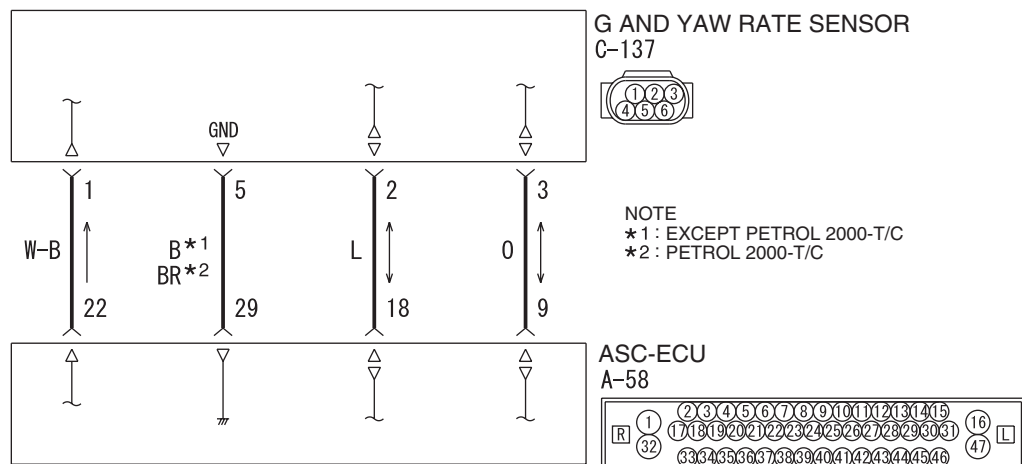 G AND YAW RATE SENSOR
C-137
1 2 3
4 5 6
GND
1 5 2 3
W-B B*1 L O
BR*2
22 29 18 9
NOTE
*1 : EXCEPT PETROL 2000-T/C
*2 : PETROL 2000-T/C
ASC-ECU
A-58
R 1 2 3 4 5 6 7 8 9 10 11 12 13 14 15 16 L
17 18 19 20 21 22 23 24 25 26 27 28 29 30 31
32 33 34 35 36 37 38 39 40 41 42 43 44 45 46 47